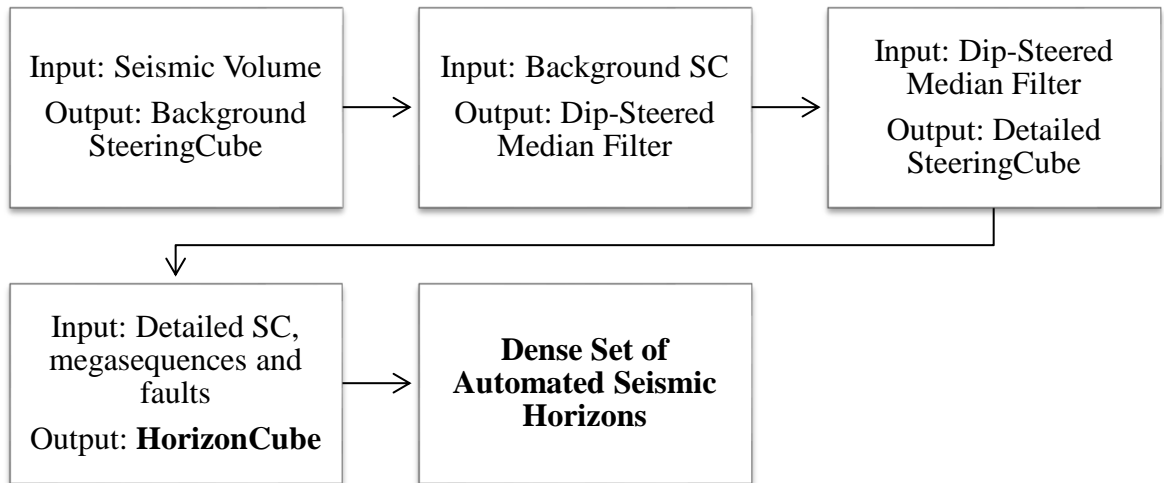 Input: Seismic Volume
Output: Background
SteeringCube
Input: Background SC
Output: Dip-Steered
Median Filter
Input: Dip-Steered
Median Filter
Output: Detailed
SteeringCube
Input: Detailed SC,
megasequences and
faults
Output: HorizonCube
Dense Set of
Automated Seismic
Horizons